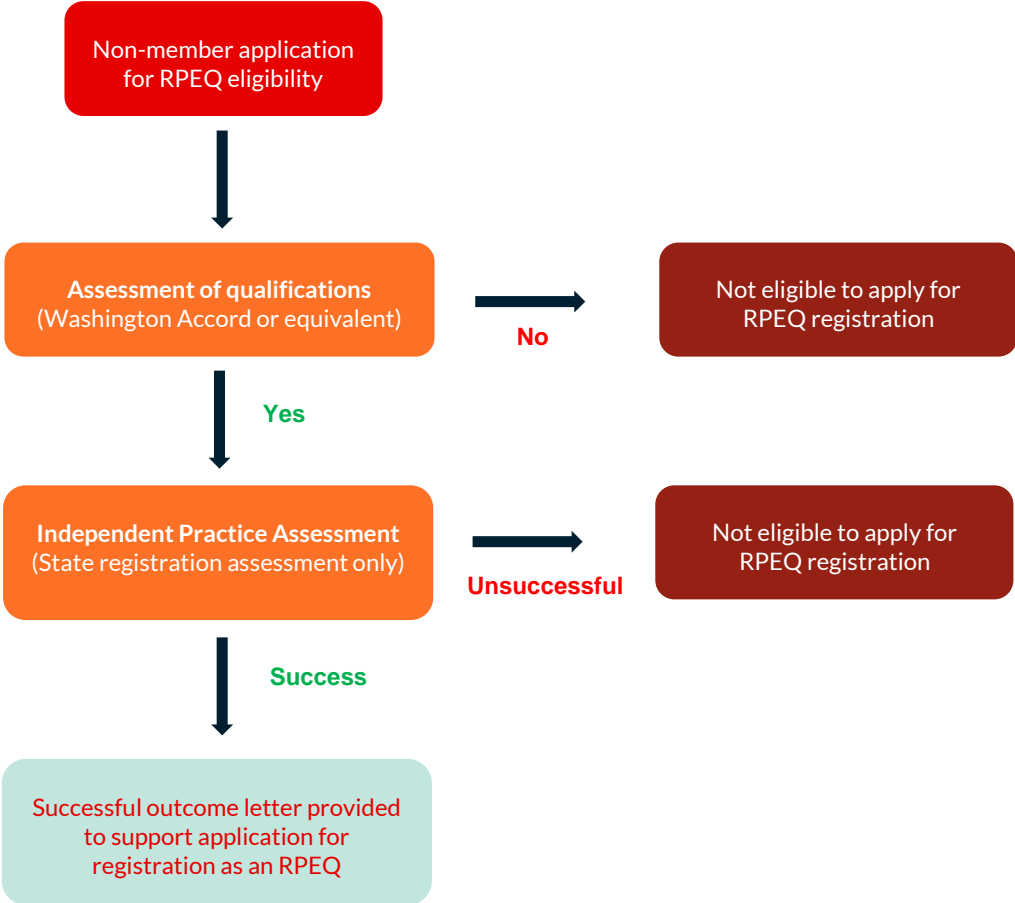 Non-member application
for RPEQ eligibility
Assessment of qualifications
(Washington Accord or equivalent)
No
Not eligible to apply for
RPEQ registration
Yes
Independent Practice Assessment
(State registration assessment only)
Unsuccessful
Not eligible to apply for
RPEQ registration
Success
Successful outcome letter provided
to support application for
registration as an RPEQ